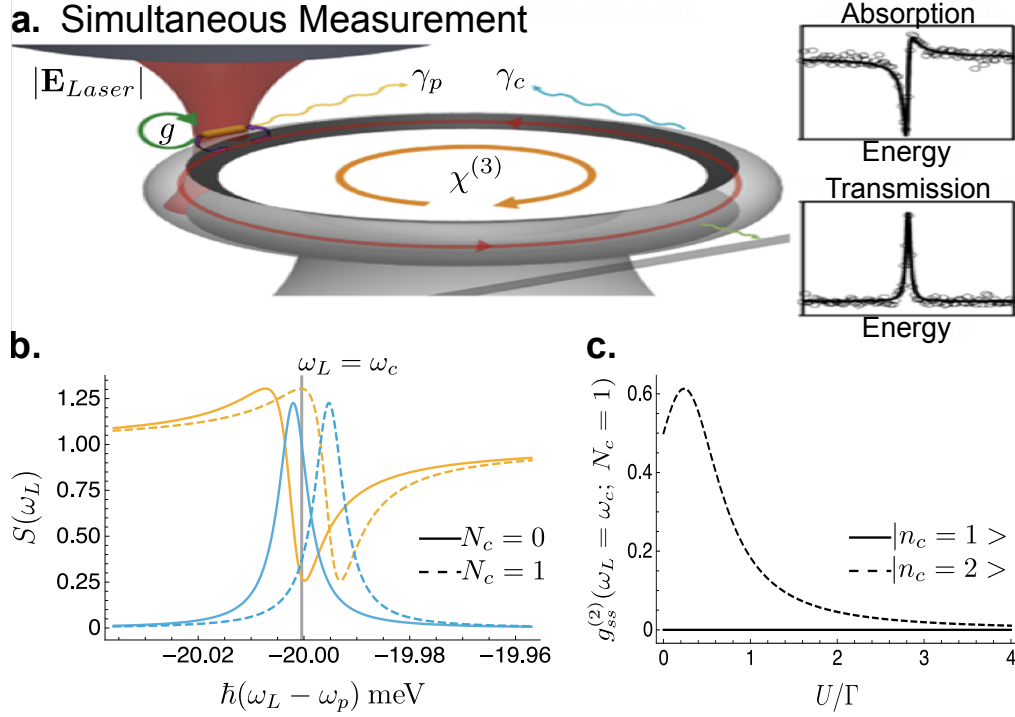 a. Simultaneous Measurement
|E_Laser|
g
γ_p
γ_c
χ^(3)
Absorption
Energy
Transmission
Energy
b.
ω_L = ω_c
S(ω_L)
1.25
1.00
0.75
0.50
0.25
0
N_c = 0
N_c = 1
−20.02
−20.00
−19.98
−19.96
ħ(ω_L − ω_p) meV
c.
g_ss^(2)(ω_L = ω_c; N_c = 1)
0.6
0.4
0.2
0
|n_c = 1 >
|n_c = 2 >
0
1
2
3
4
U/Γ